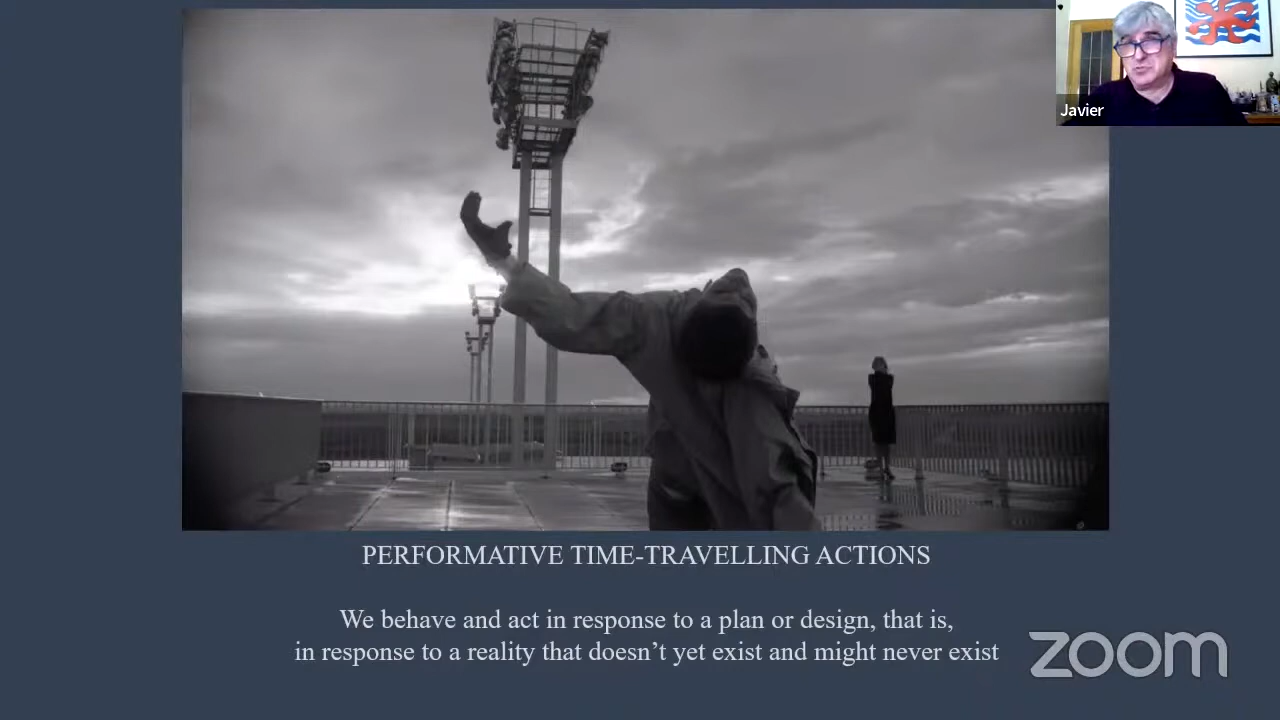 Javier
PERFORMATIVE TIME-TRAVELLING ACTIONS
We behave and act in response to a plan or design, that is,
in response to a reality that doesn’t yet exist and might never exist
zoom